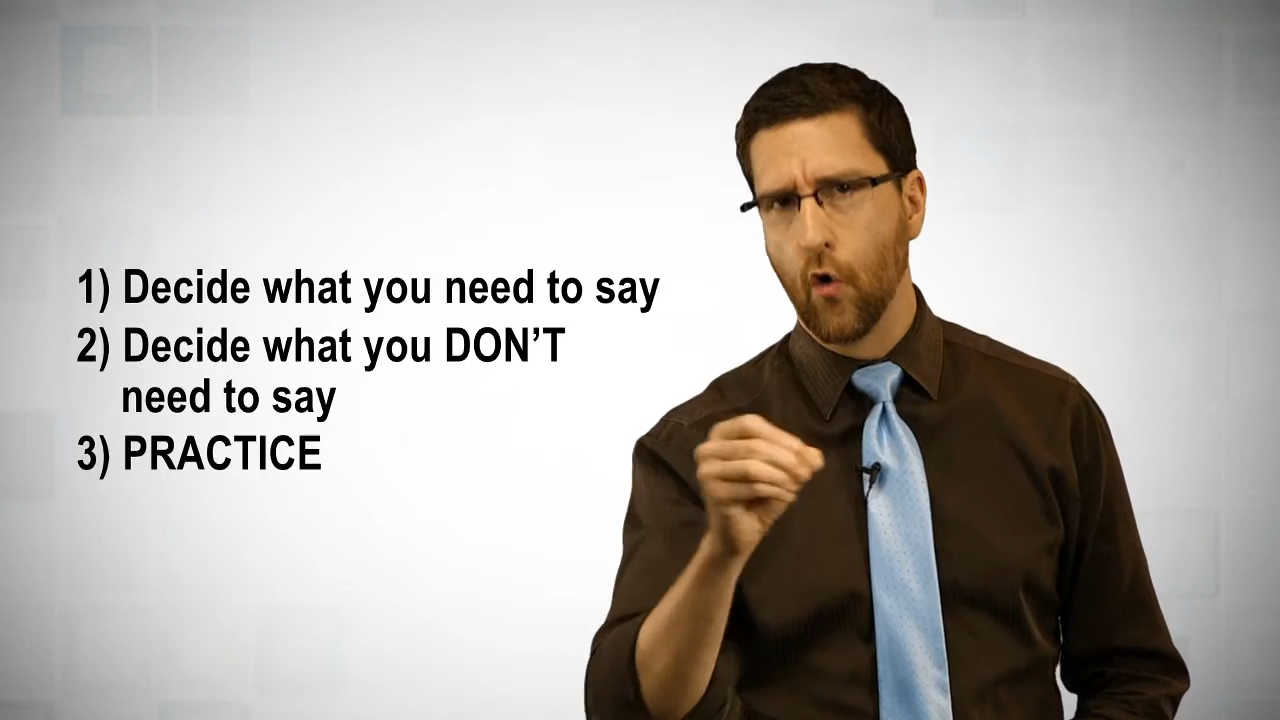 1) Decide what you need to say
2) Decide what you DON’T
need to say
3) PRACTICE